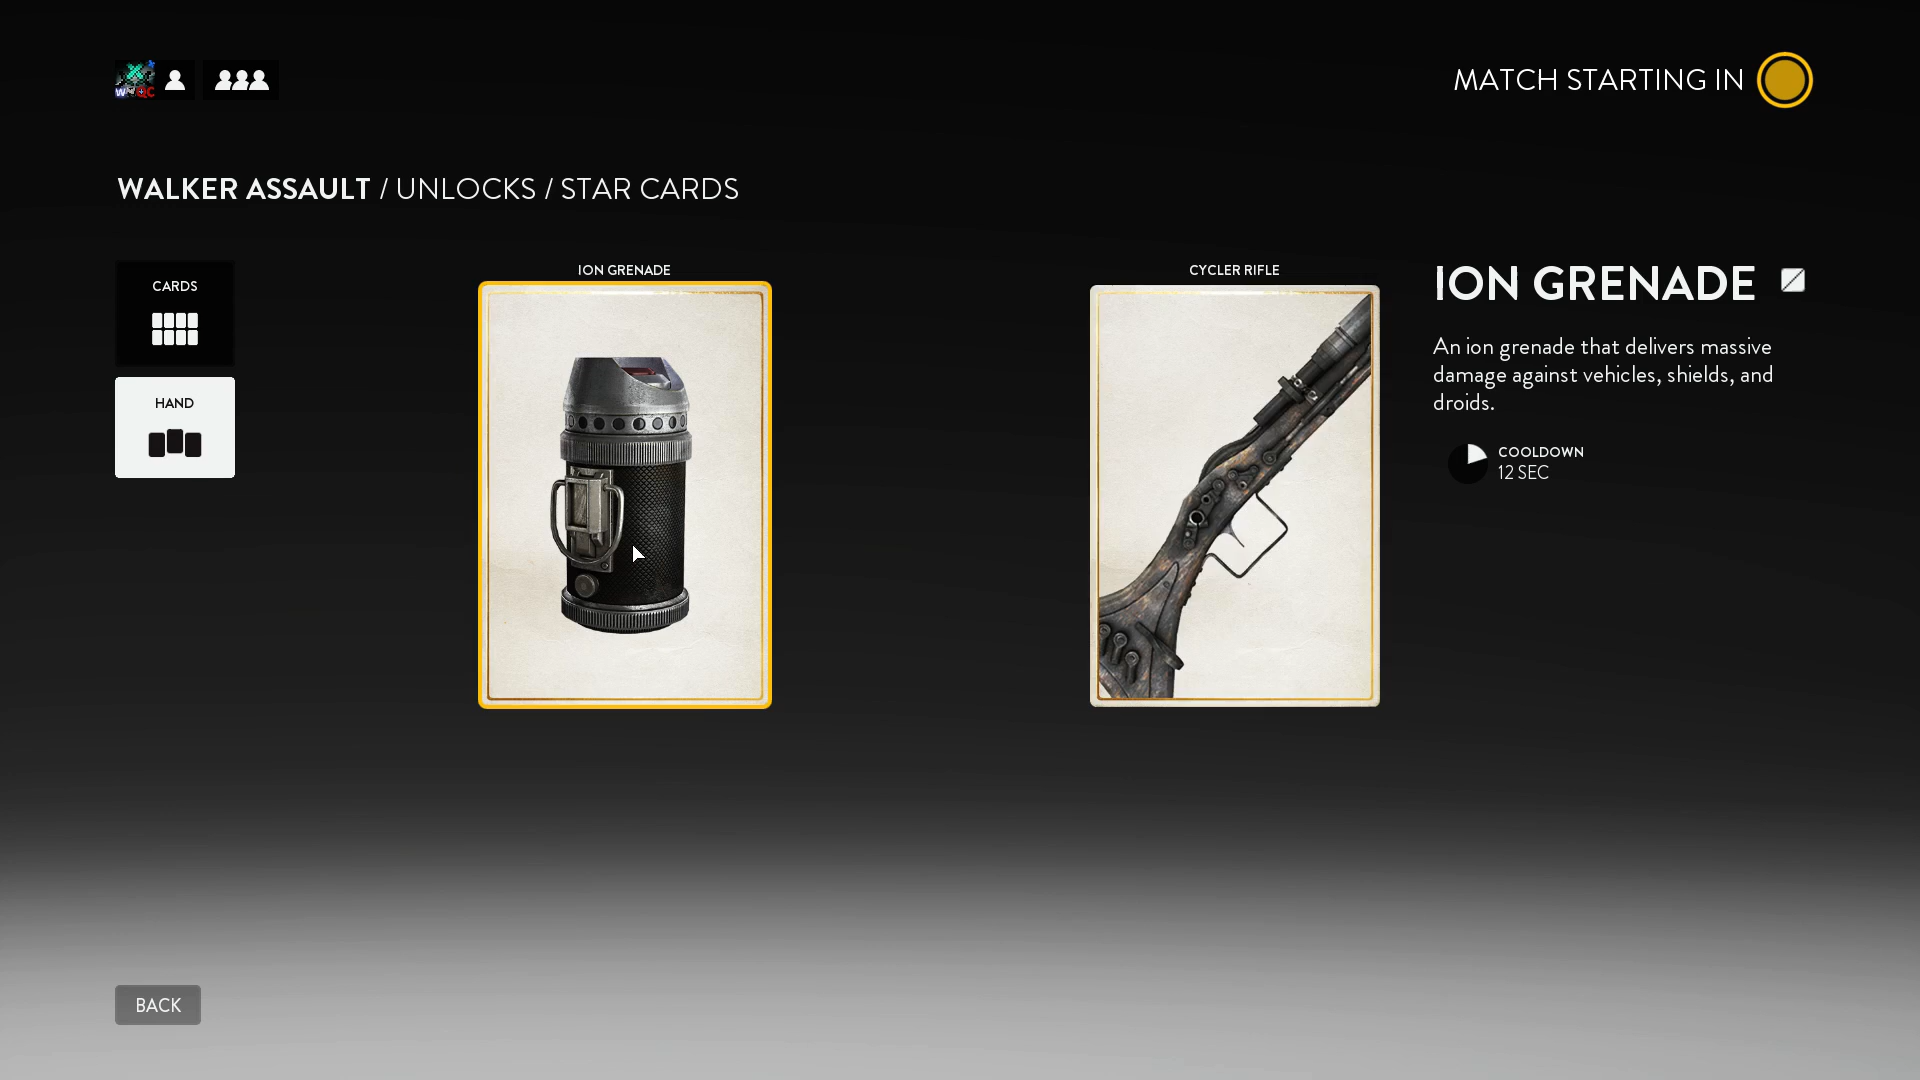 MATCH STARTING IN
WALKER ASSAULT / UNLOCKS / STAR CARDS
CARDS
HAND
ION GRENADE
CYCLER RIFLE
ION GRENADE
An ion grenade that delivers massive
damage against vehicles, shields, and
droids.
COOLDOWN
12 SEC
BACK